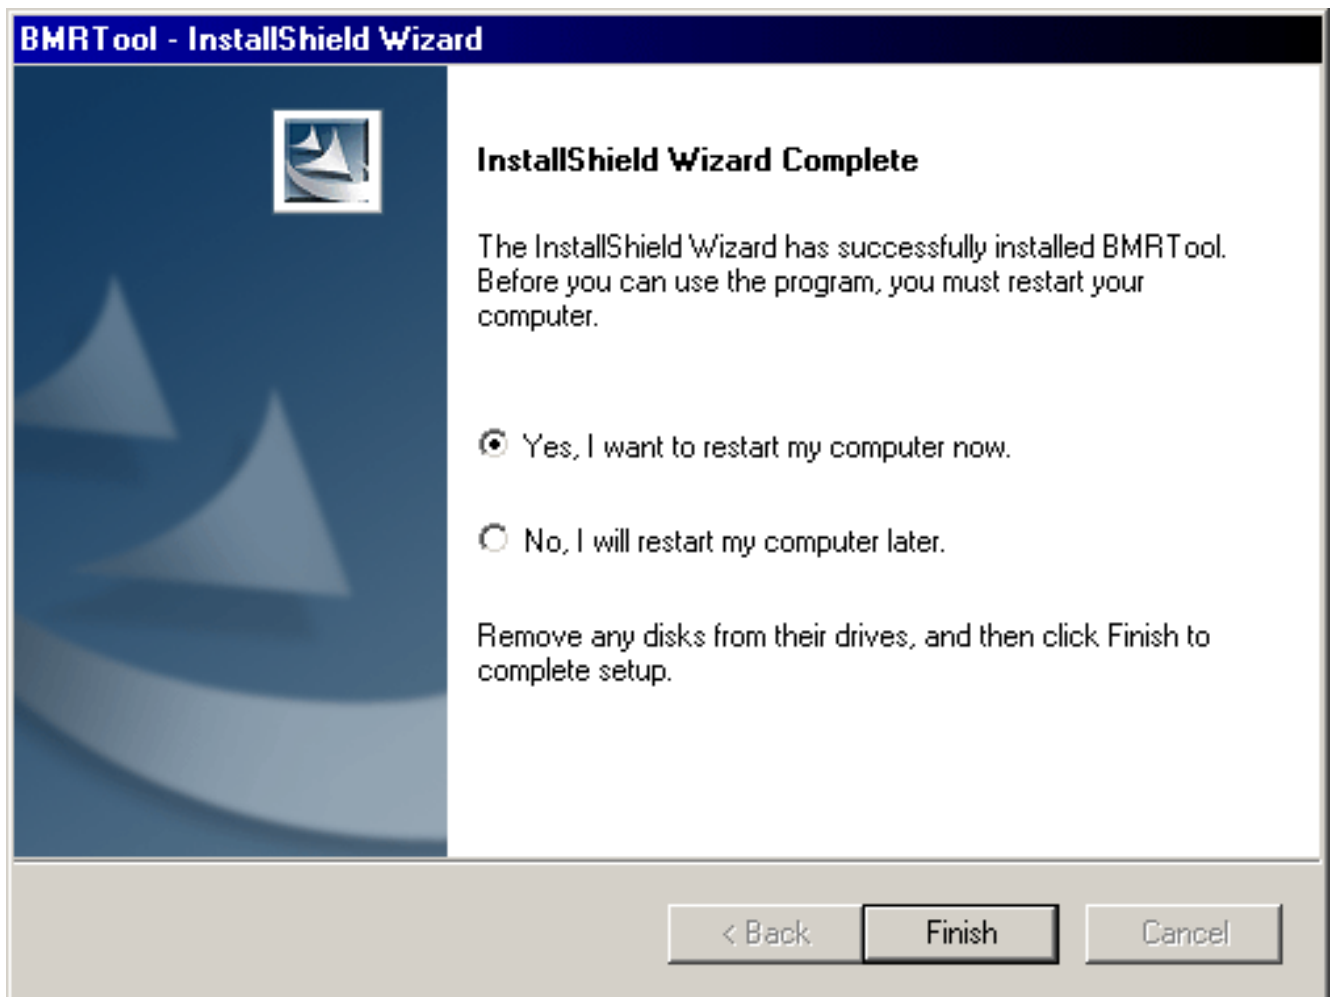 BMRTool - InstallShield Wizard
InstallShield Wizard Complete
The InstallShield Wizard has successfully installed BMRTool.
Before you can use the program, you must restart your
computer.
Yes, I want to restart my computer now.
No, I will restart my computer later.
Remove any disks from their drives, and then click Finish to
complete setup.
< Back Finish Cancel